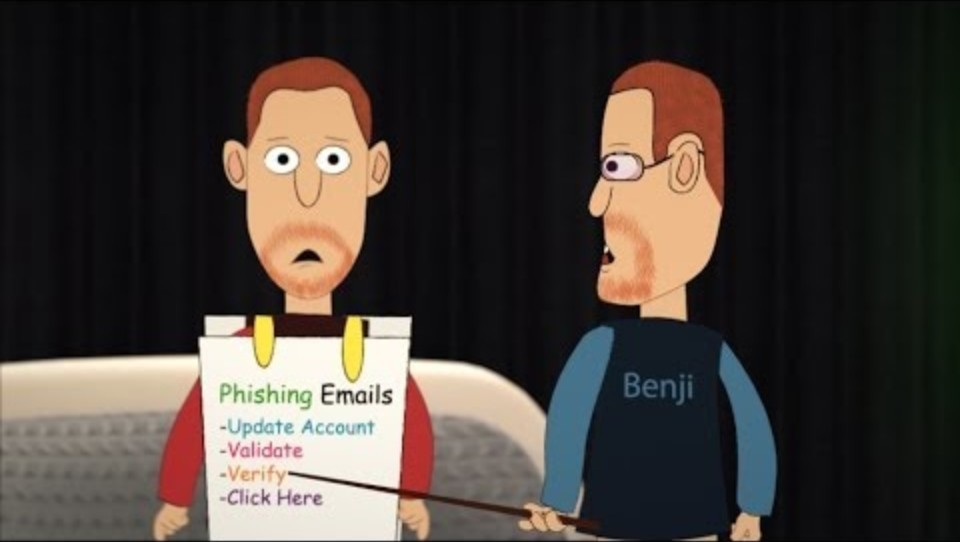 Phishing Emails
-Update Account
-Validate
-Verify
-Click Here
Benji